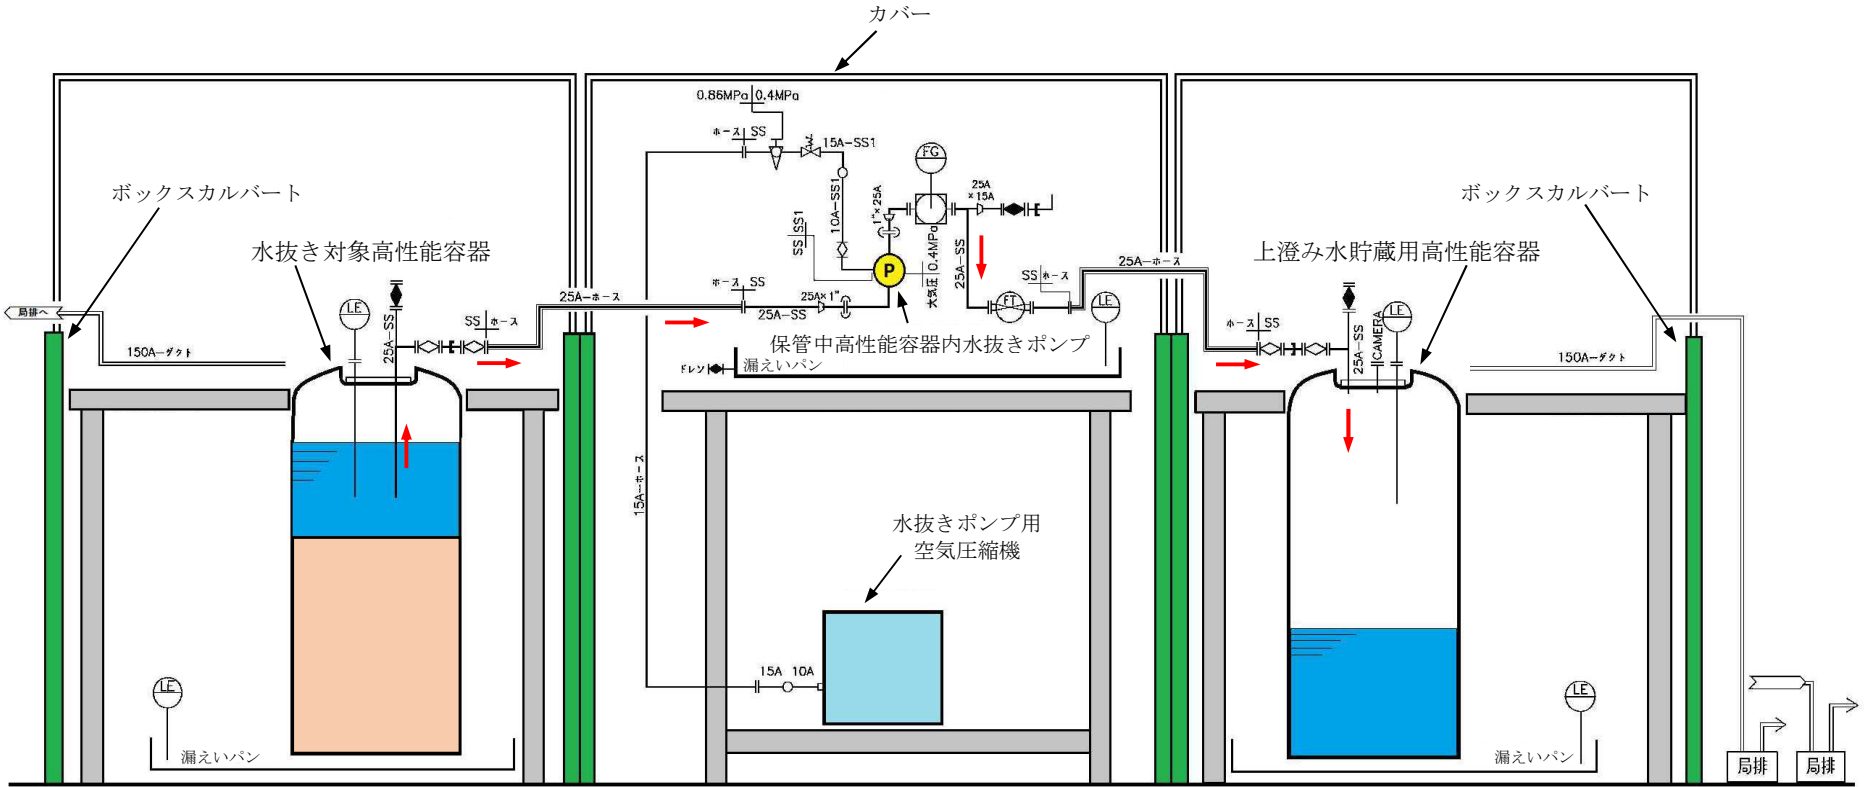 カバー
0.86MPa 0.4MPa
ホース SS
15A-SS1
FG
25A
×15A
ボックスカルバート
10A-SS1
1"×25A
ボックスカルバート
SS SS1
水抜き対象高性能容器
P
大気圧 0.4MPa
25A-SS
上澄み水貯蔵用高性能容器
25A-ホース
SS ホース
ホース SS
25A-ホース
25A×1"
25A-SS
FT
LE
局排へ
LE
25A-SS
SS ホース
保管中高性能容器内水抜きポンプ
ホース SS
25A-SS
CAMERA
LE
150A-ダクト
ドレン
漏えいパン
150A-ダクト
15A-ホース
水抜きポンプ用
空気圧縮機
15A 10A
LE
漏えいパン
LE
漏えいパン
局排
局排